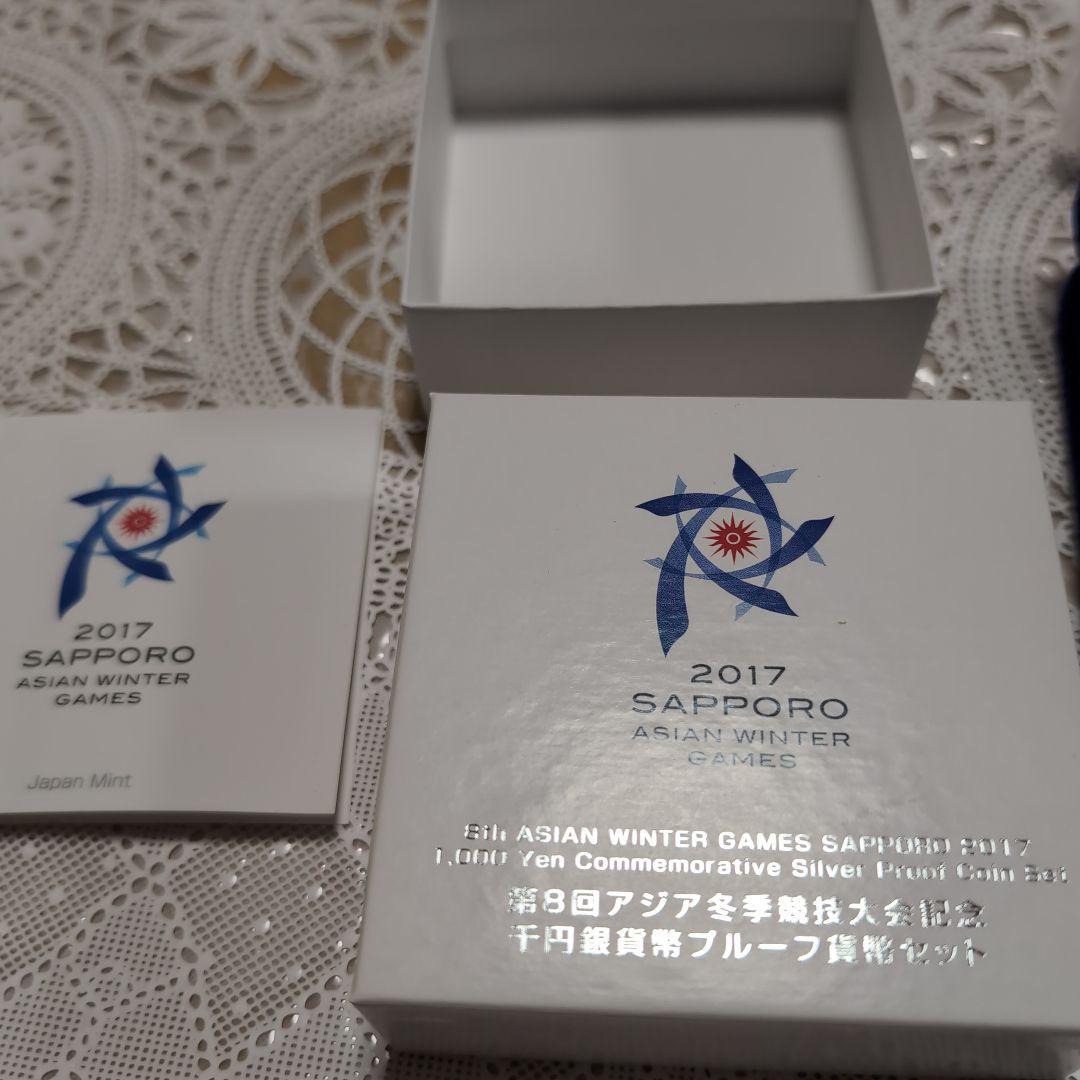 2017
SAPPORO
ASIAN WINTER
GAMES
Japan Mint
2017
SAPPORO
ASIAN WINTER
GAMES
8th ASIAN WINTER GAMES SAPPORO 2017
1,000 Yen Commemorative Silver Proof Coin Set
第8回アジア冬季競技大会記念
千円銀貨幣プルーフ貨幣セット